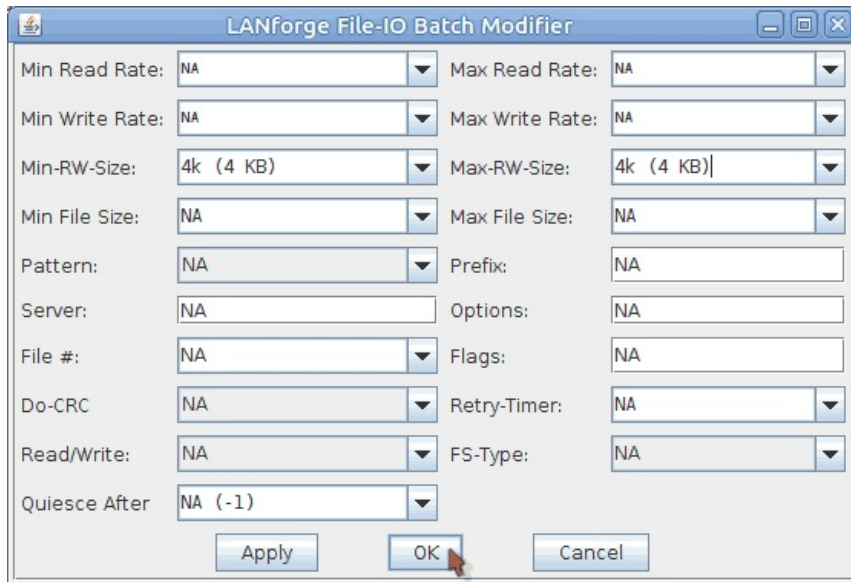 LANforge File-IO Batch Modifier
Min Read Rate: NA Max Read Rate: NA
Min Write Rate: NA Max Write Rate: NA
Min-RW-Size: 4k (4 KB) Max-RW-Size: 4k (4 KB)
Min File Size: NA Max File Size: NA
Pattern: NA Prefix: NA
Server: NA Options: NA
File #: NA Flags: NA
Do-CRC NA Retry-Timer: NA
Read/Write: NA FS-Type: NA
Quiesce After NA (-1)
Apply OK Cancel